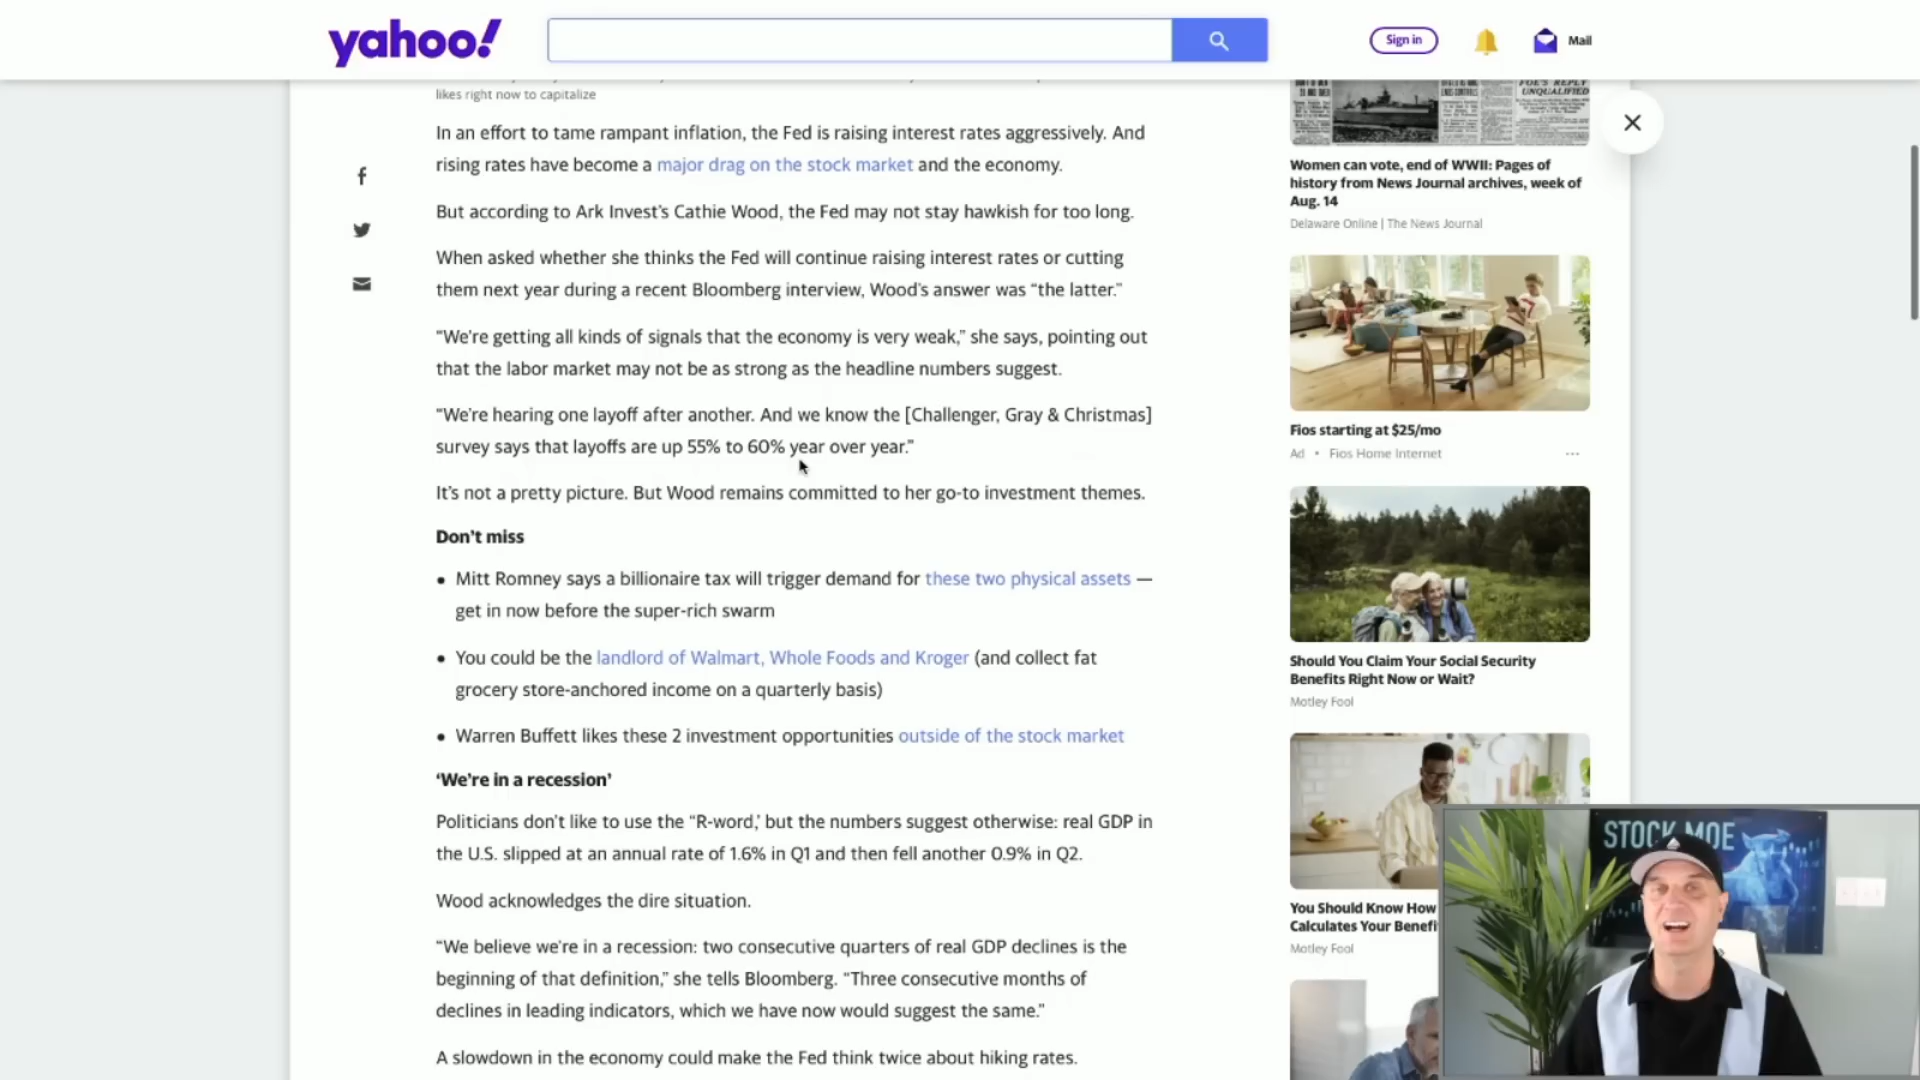 yahoo!
Sign in
Mail
likes right now to capitalize
In an effort to tame rampant inflation, the Fed is raising interest rates aggressively. And
rising rates have become a major drag on the stock market and the economy.
But according to Ark Invest's Cathie Wood, the Fed may not stay hawkish for too long.
When asked whether she thinks the Fed will continue raising interest rates or cutting
them next year during a recent Bloomberg interview, Wood's answer was “the latter.”
“We're getting all kinds of signals that the economy is very weak,” she says, pointing out
that the labor market may not be as strong as the headline numbers suggest.
“We're hearing one layoff after another. And we know the [Challenger, Gray & Christmas]
survey says that layoffs are up 55% to 60% year over year.”
It's not a pretty picture. But Wood remains committed to her go-to investment themes.
Don't miss
• Mitt Romney says a billionaire tax will trigger demand for these two physical assets —
get in now before the super-rich swarm
• You could be the landlord of Walmart, Whole Foods and Kroger (and collect fat
grocery store-anchored income on a quarterly basis)
• Warren Buffett likes these 2 investment opportunities outside of the stock market
‘We're in a recession’
Politicians don't like to use the “R-word,’ but the numbers suggest otherwise: real GDP in
the U.S. slipped at an annual rate of 1.6% in Q1 and then fell another 0.9% in Q2.
Wood acknowledges the dire situation.
“We believe we're in a recession: two consecutive quarters of real GDP declines is the
beginning of that definition,” she tells Bloomberg. “Three consecutive months of
declines in leading indicators, which we have now would suggest the same.”
A slowdown in the economy could make the Fed think twice about hiking rates.
FOE'S REPLY
UNQUALIFIED
Women can vote, end of WWII: Pages of
history from News Journal archives, week of
Aug. 14
Delaware Online | The News Journal
Fios starting at $25/mo
Ad • Fios Home Internet
...
Should You Claim Your Social Security
Benefits Right Now or Wait?
Motley Fool
You Should Know How
Calculates Your Benefi
Motley Fool
STOCK MOE